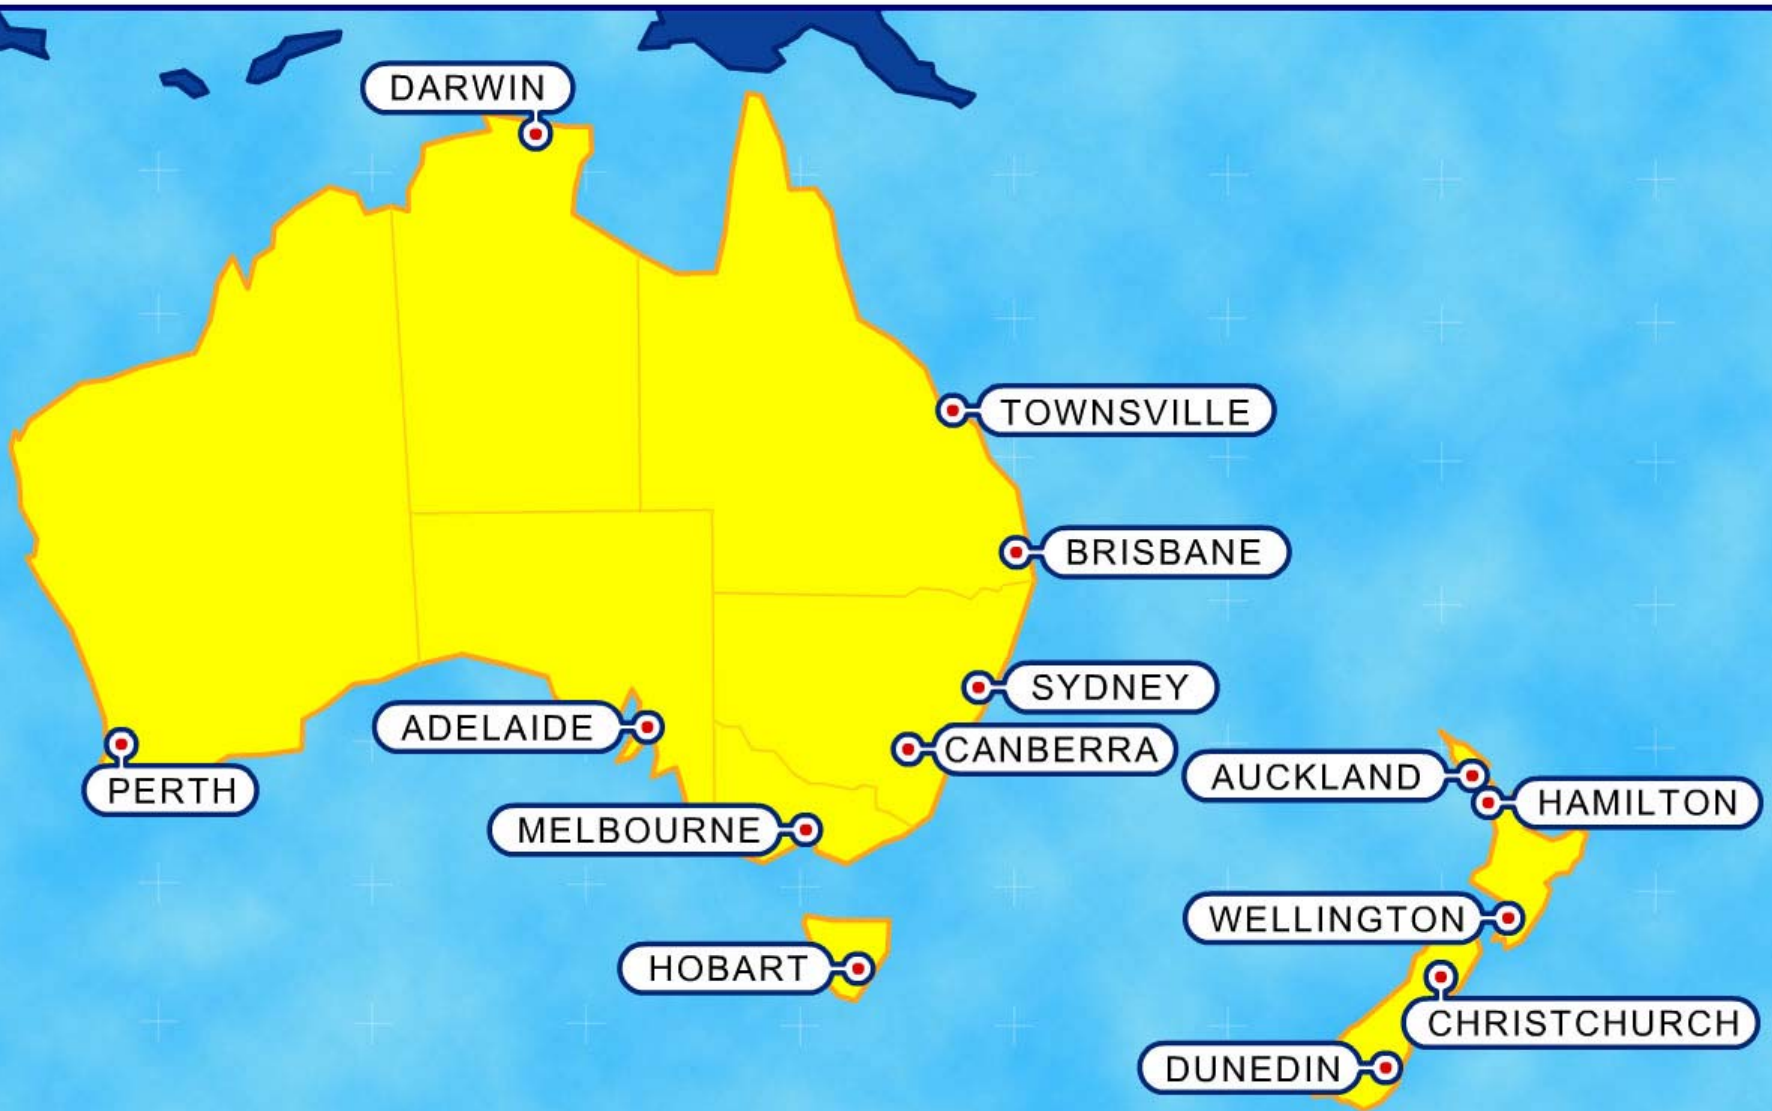 DARWIN
TOWNSVILLE
BRISBANE
SYDNEY
ADELAIDE
CANBERRA
PERTH
AUCKLAND
HAMILTON
MELBOURNE
WELLINGTON
HOBART
CHRISTCHURCH
DUNEDIN